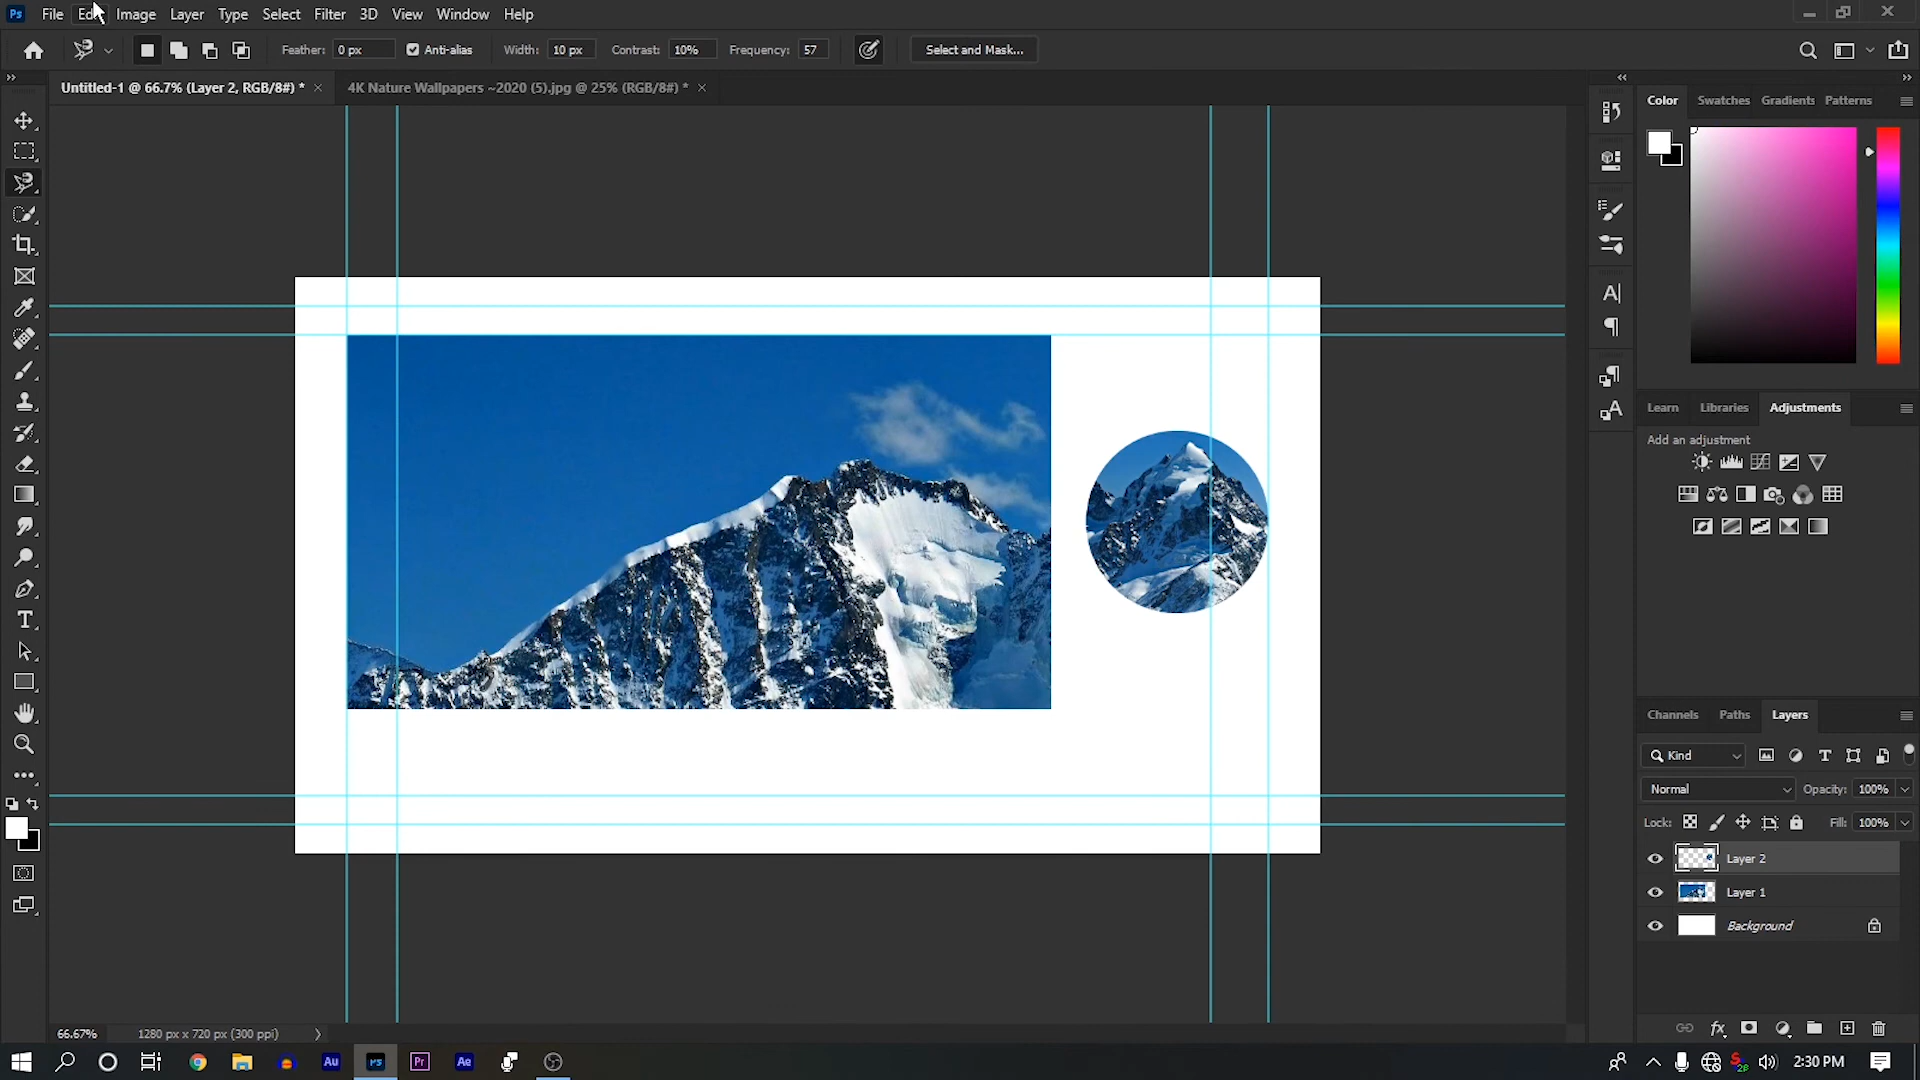 Ps File Edit Image Layer Type Select Filter 3D View Window Help
Feather: 0 px Anti-alias Width: 10 px Contrast: 10% Frequency: 57 Select and Mask...
Untitled-1 @ 66.7% (Layer 2, RGB/8#) * 4K Nature Wallpapers ~2020 (5).jpg @ 25% (RGB/8#) *
Color Swatches Gradients Patterns
Learn Libraries Adjustments
Add an adjustment
Channels Paths Layers
Kind
Normal Opacity: 100%
Lock: Fill: 100%
Layer 2
Layer 1
Background
66.67% 1280 px x 720 px (300 ppi)
Au Pr Ae 2:30 PM